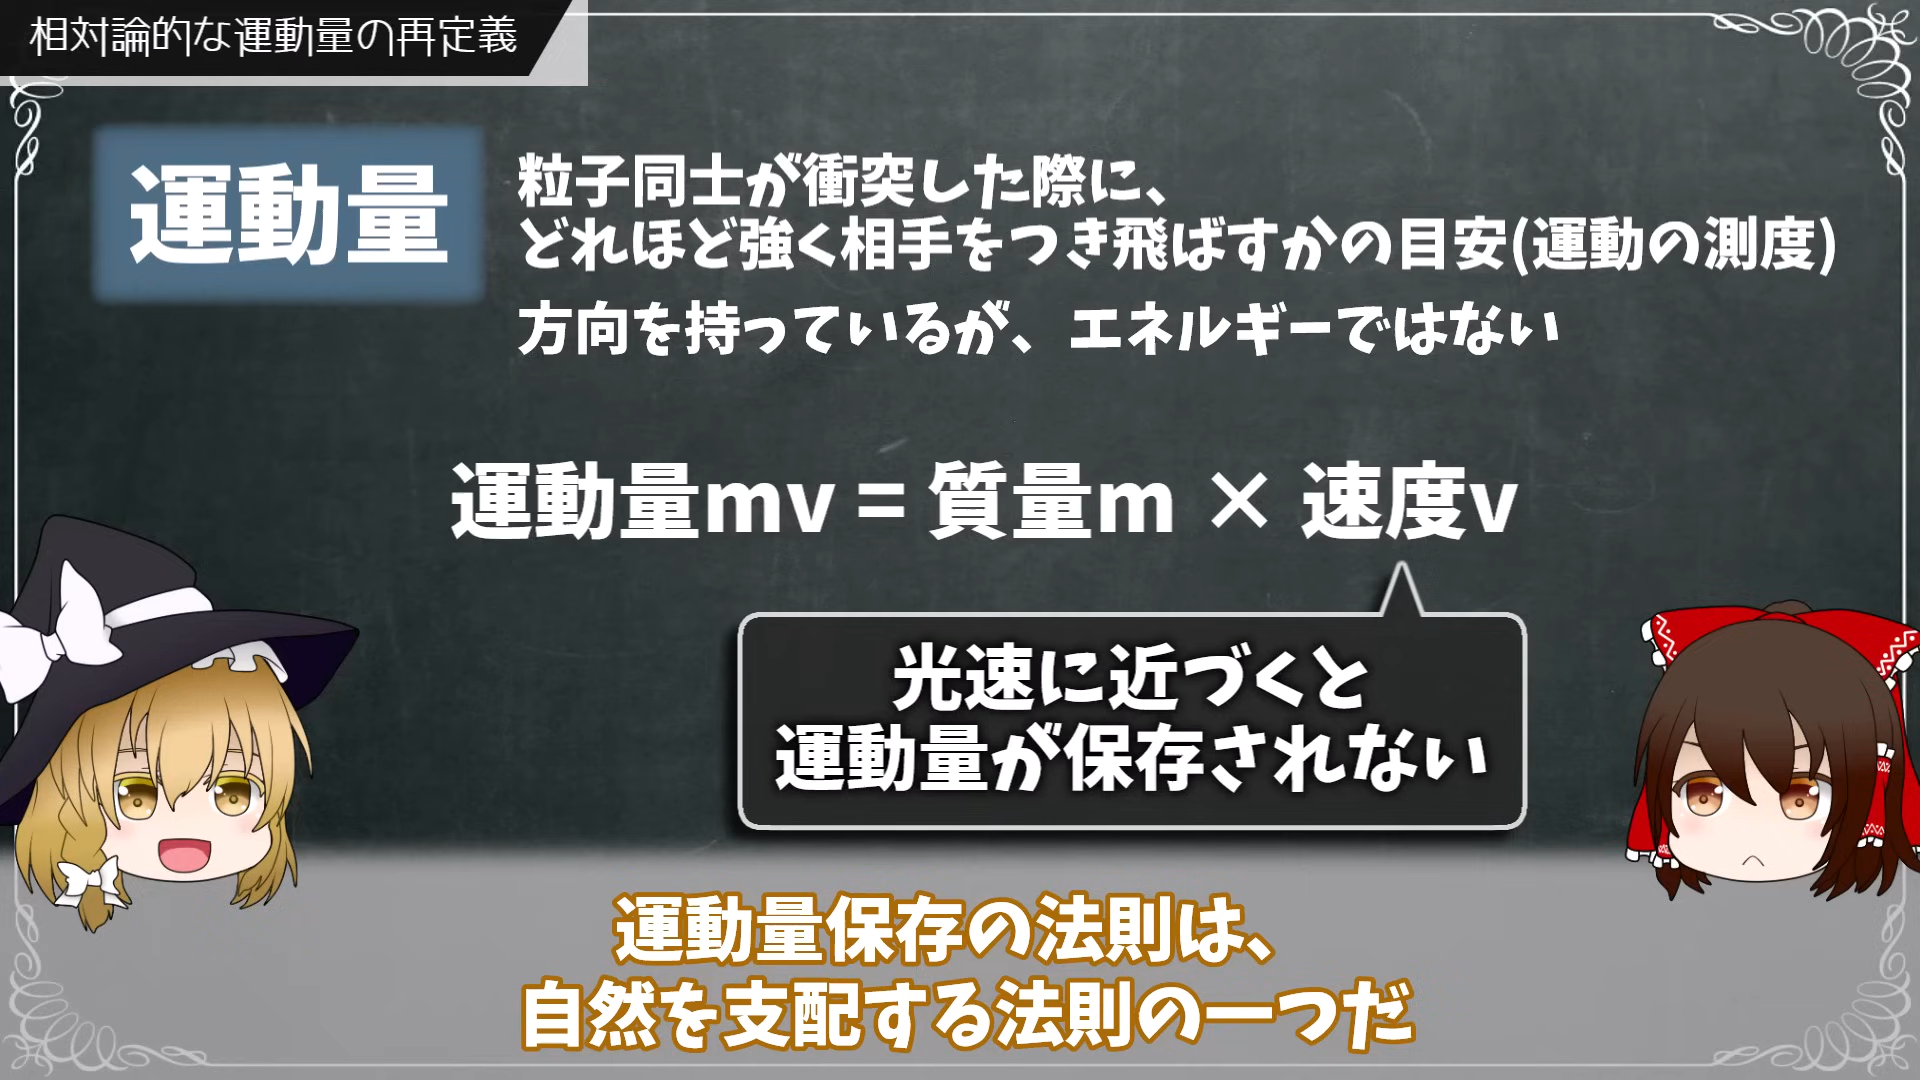 相対論的な運動量の再定義
運動量
粒子同士が衝突した際に、
どれほど強く相手をつき飛ばすかの目安(運動の測度)
方向を持っているが、エネルギーではない
運動量mv = 質量m × 速度v
光速に近づくと
運動量が保存されない
運動量保存の法則は、
自然を支配する法則の一つだ